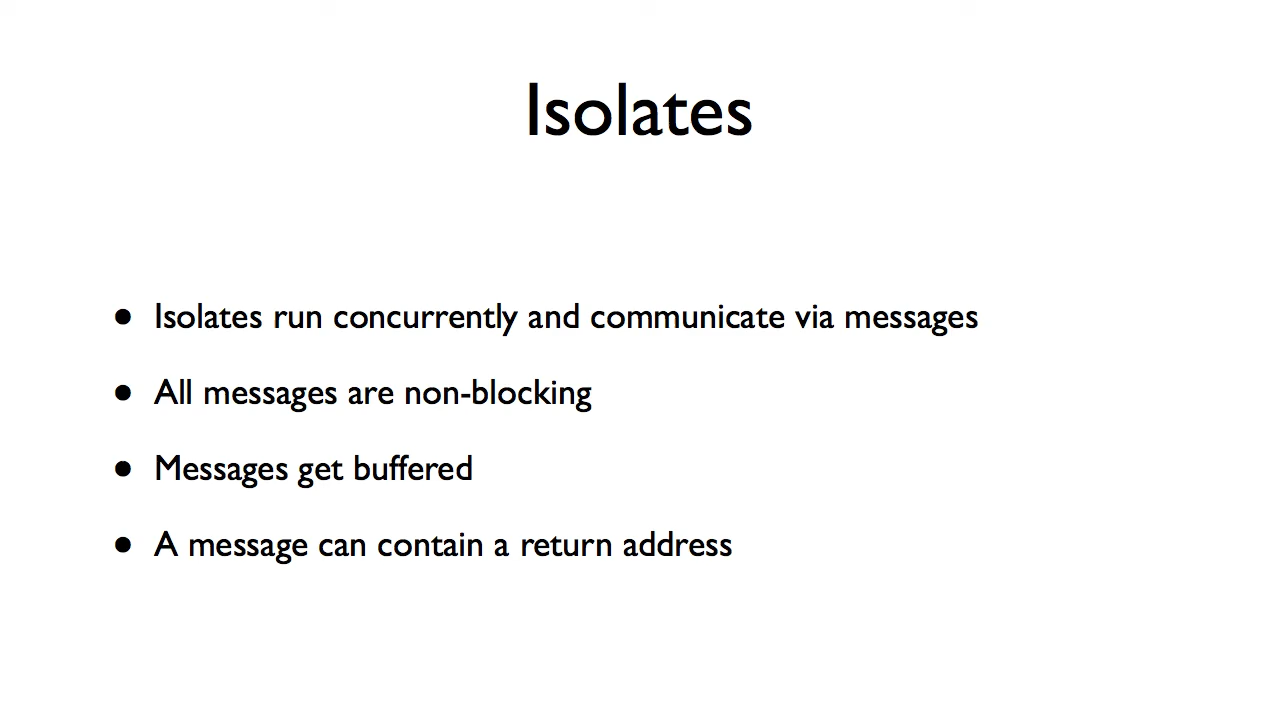 Isolates
● Isolates run concurrently and communicate via messages
● All messages are non-blocking
● Messages get buffered
● A message can contain a return address